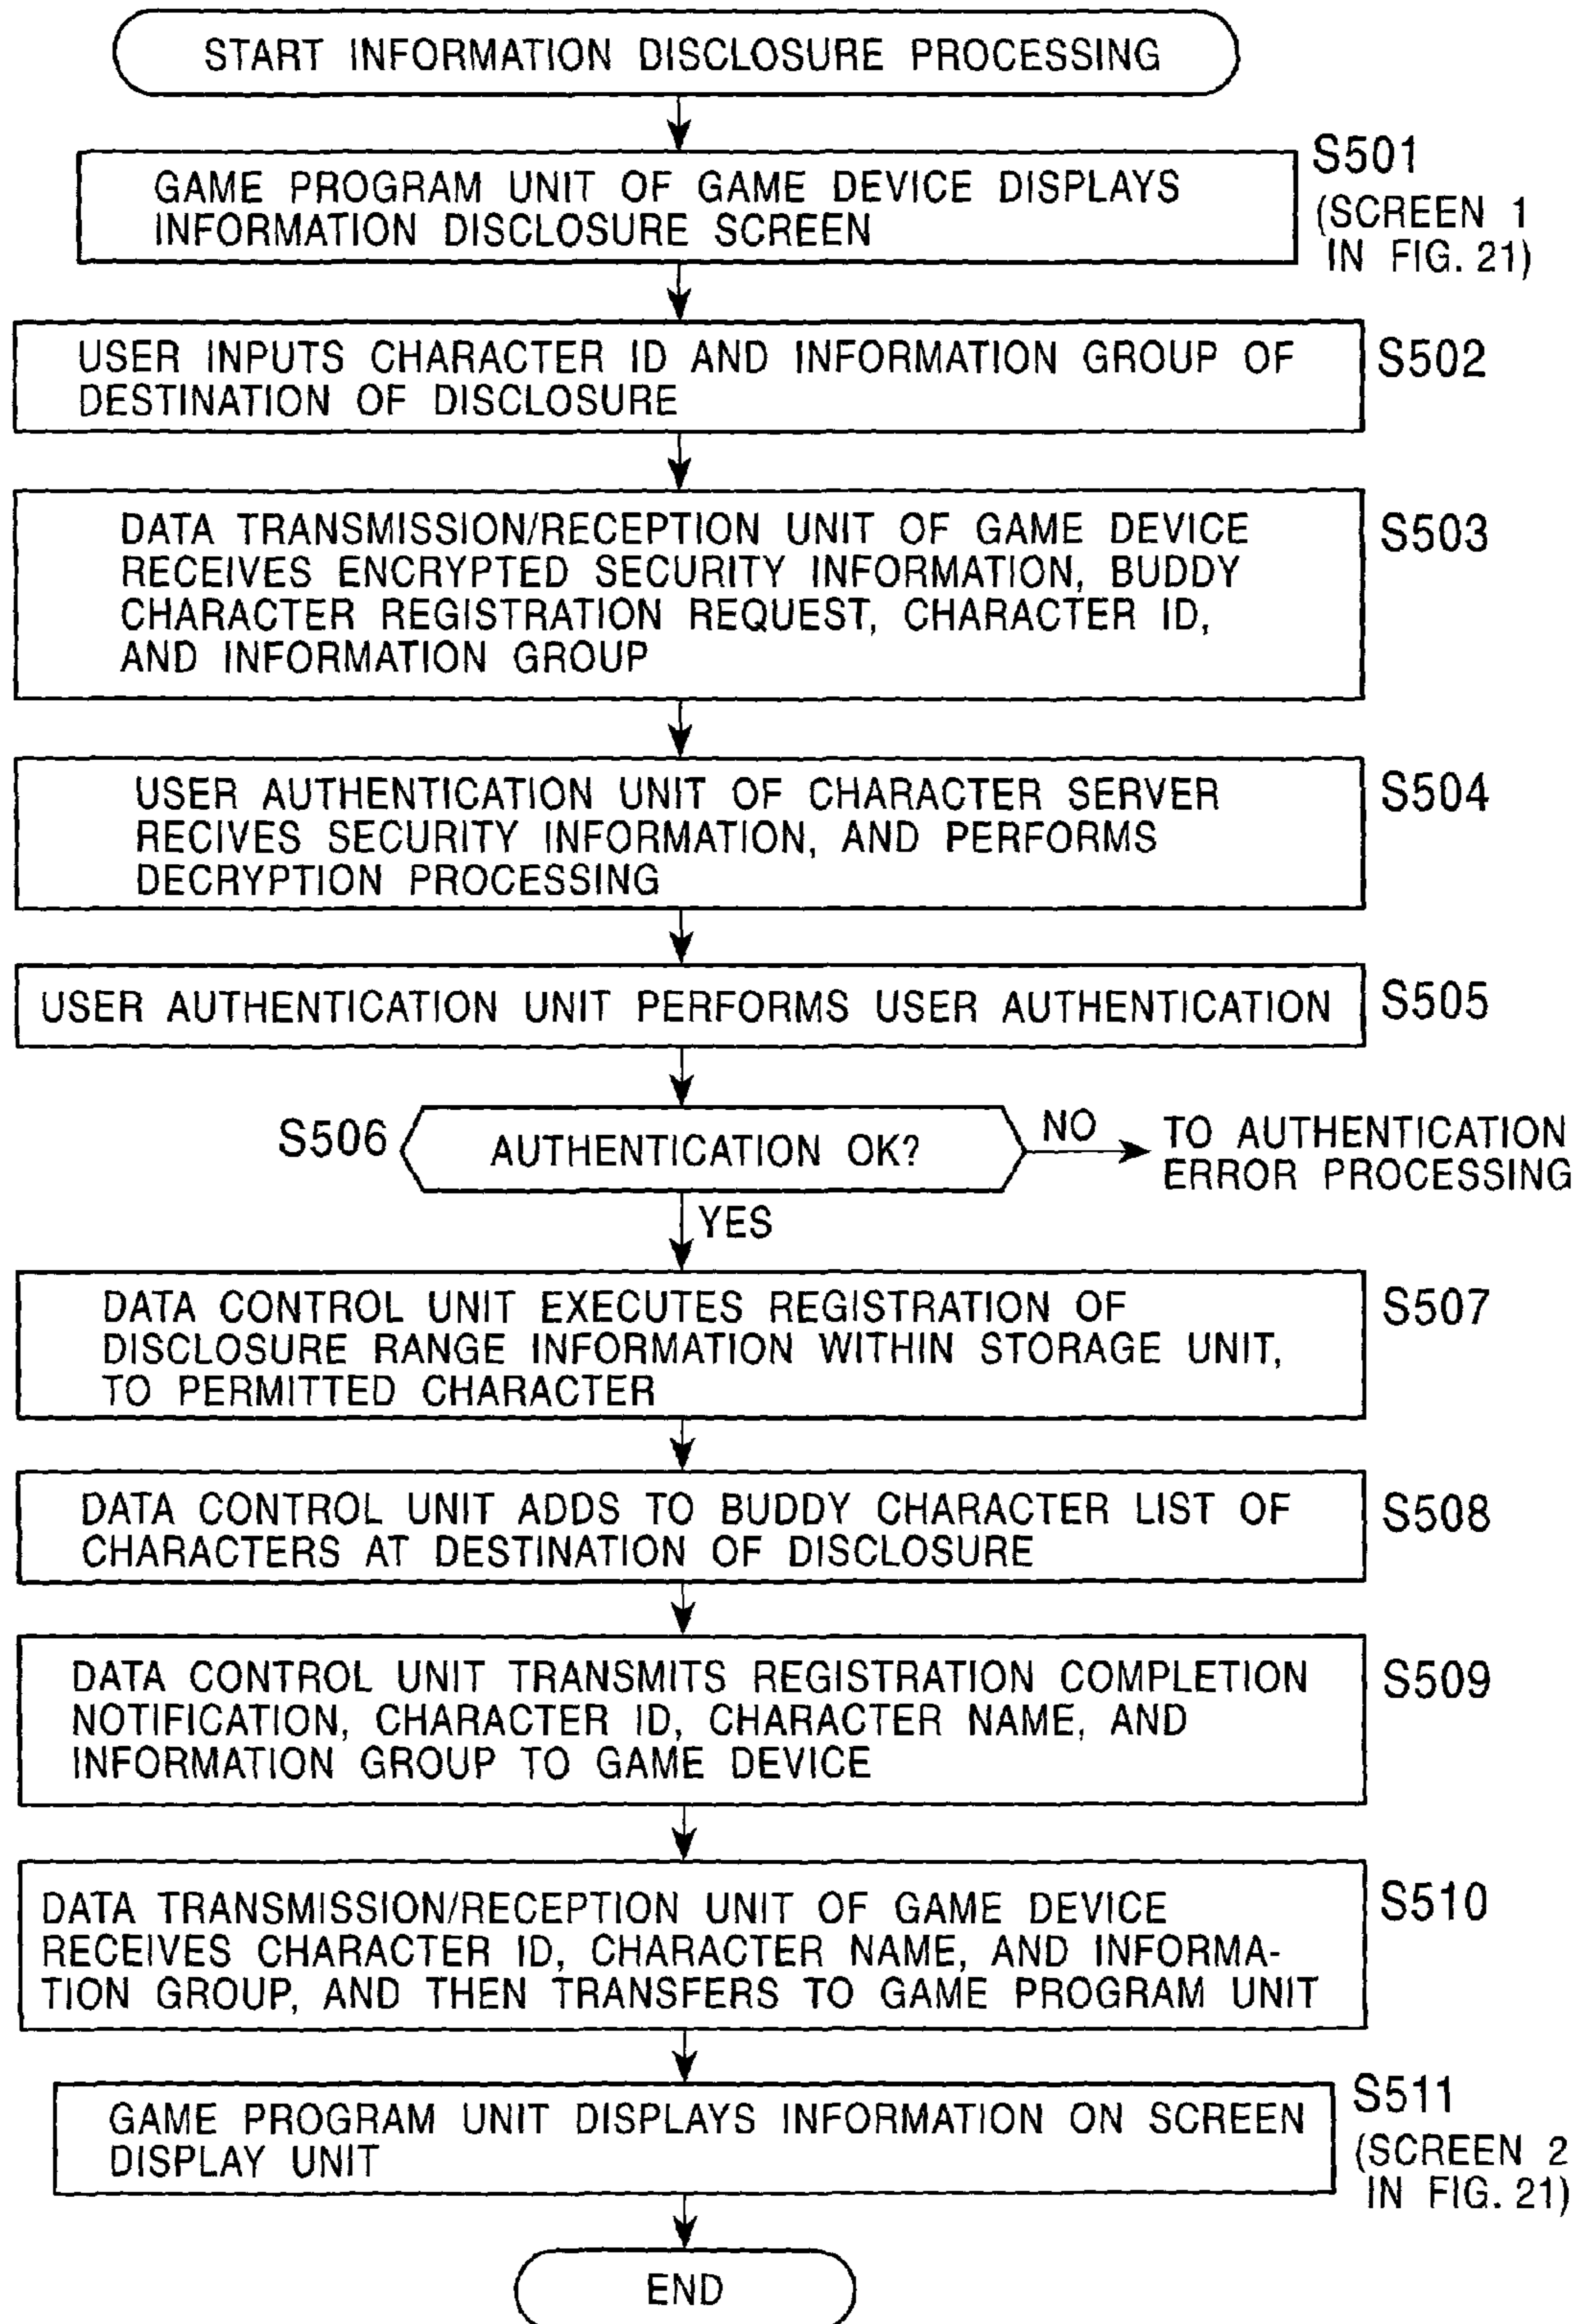 START INFORMATION DISCLOSURE PROCESSING
GAME PROGRAM UNIT OF GAME DEVICE DISPLAYS
INFORMATION DISCLOSURE SCREEN
S501
(SCREEN 1
IN FIG. 21)
USER INPUTS CHARACTER ID AND INFORMATION GROUP OF
DESTINATION OF DISCLOSURE
S502
DATA TRANSMISSION/RECEPTION UNIT OF GAME DEVICE
RECEIVES ENCRYPTED SECURITY INFORMATION, BUDDY
CHARACTER REGISTRATION REQUEST, CHARACTER ID,
AND INFORMATION GROUP
S503
USER AUTHENTICATION UNIT OF CHARACTER SERVER
RECIVES SECURITY INFORMATION, AND PERFORMS
DECRYPTION PROCESSING
S504
USER AUTHENTICATION UNIT PERFORMS USER AUTHENTICATION
S505
S506
AUTHENTICATION OK?
NO
TO AUTHENTICATION
ERROR PROCESSING
YES
DATA CONTROL UNIT EXECUTES REGISTRATION OF
DISCLOSURE RANGE INFORMATION WITHIN STORAGE UNIT,
TO PERMITTED CHARACTER
S507
DATA CONTROL UNIT ADDS TO BUDDY CHARACTER LIST OF
CHARACTERS AT DESTINATION OF DISCLOSURE
S508
DATA CONTROL UNIT TRANSMITS REGISTRATION COMPLETION
NOTIFICATION, CHARACTER ID, CHARACTER NAME, AND
INFORMATION GROUP TO GAME DEVICE
S509
DATA TRANSMISSION/RECEPTION UNIT OF GAME DEVICE
RECEIVES CHARACTER ID, CHARACTER NAME, AND INFORMA-
TION GROUP, AND THEN TRANSFERS TO GAME PROGRAM UNIT
S510
GAME PROGRAM UNIT DISPLAYS INFORMATION ON SCREEN
DISPLAY UNIT
S511
(SCREEN 2
IN FIG. 21)
END